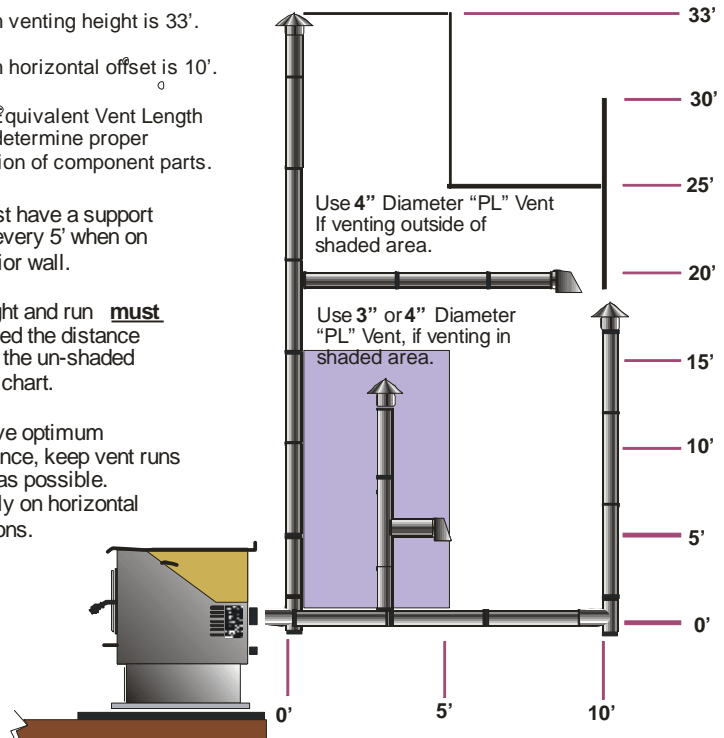 n venting height is 33’.
n horizontal offset is 10’.
quivalent Vent Length
determine proper
ion of component parts.
st have a support
every 5’ when on
ior wall.
ght and run must
ed the distance
the un-shaded
chart.
ve optimum
nce, keep vent runs
as possible.
ly on horizontal
ons.
Use 4” Diameter “PL” Vent
If venting outside of
shaded area.
Use 3” or 4” Diameter
“PL” Vent, if venting in
shaded area.
33’
30’
25’
20’
15’
10’
5’
0’
0’
5’
10’